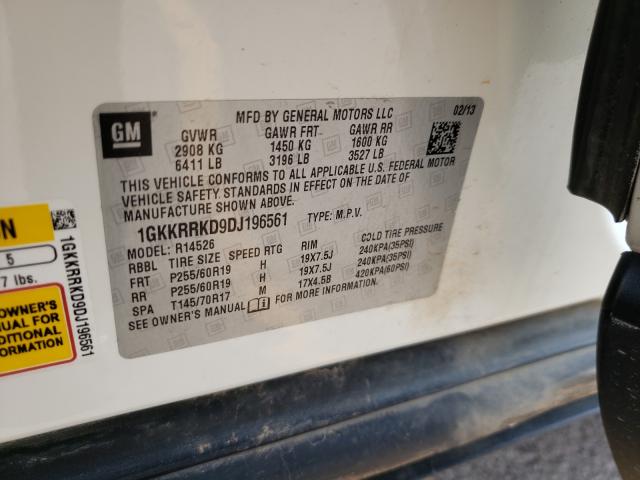 GM
MFD BY GENERAL MOTORS LLC 02/13
GVWR GAWR FRT GAWR RR
2908 KG 1450 KG 1600 KG
6411 LB 3196 LB 3527 LB
THIS VEHICLE CONFORMS TO ALL APPLICABLE U.S. FEDERAL MOTOR
VEHICLE SAFETY STANDARDS IN EFFECT ON THE DATE OF
MANUFACTURE SHOWN ABOVE.
1GKKRRKD9DJ196561 TYPE: M.P.V.
MODEL: R14526
RBBL TIRE SIZE SPEED RTG RIM COLD TIRE PRESSURE
FRT P255/60R19 H 19X7.5J 240KPA(35PSI)
RR P255/60R19 H 19X7.5J 240KPA(35PSI)
SPA T145/70R17 M 17X4.5B 420KPA(60PSI)
SEE OWNER'S MANUAL FOR MORE INFORMATION.
N
5
7 lbs.
OWNER'S
MANUAL FOR
ADDITIONAL
FORMATION
1GKKRRKD9DJ196561